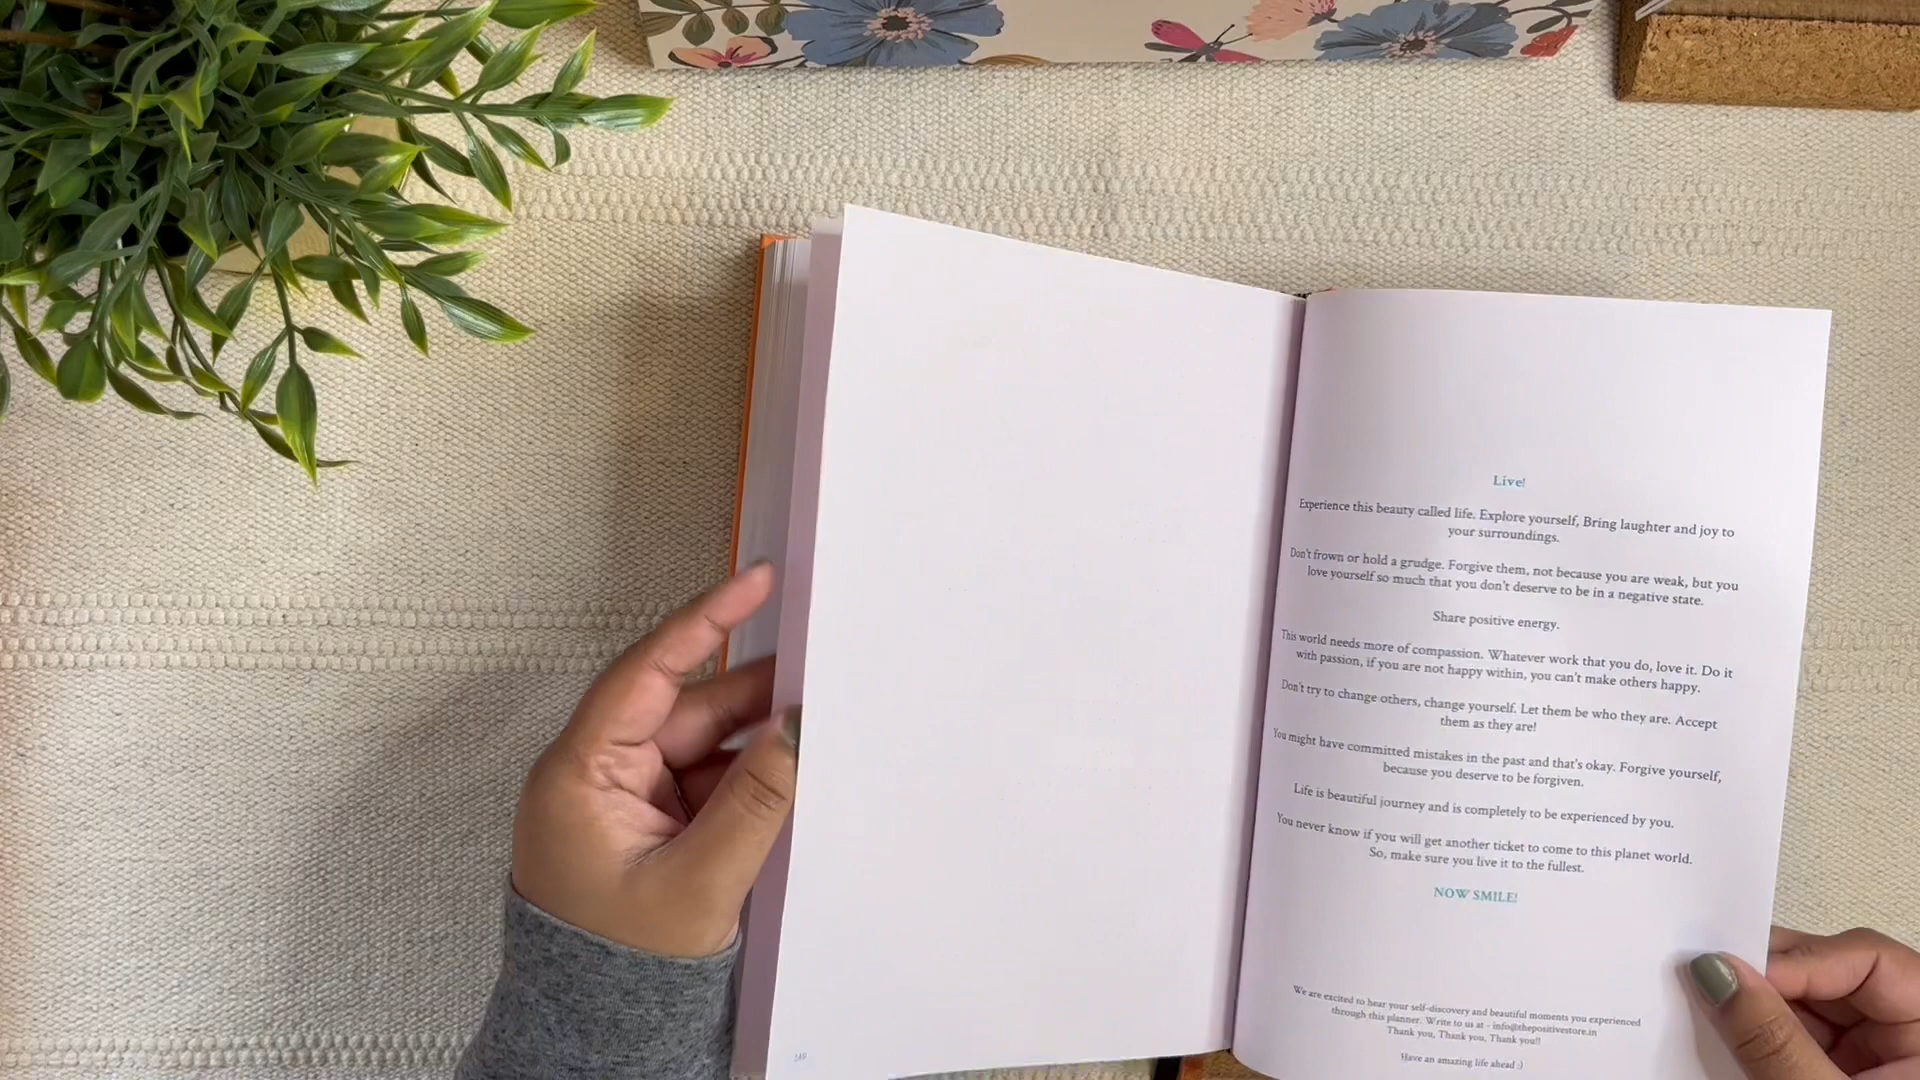 Live!
Experience this beauty called life. Explore yourself, Bring laughter and joy to
your surroundings.
Don't frown or hold a grudge. Forgive them, not because you are weak, but you
love yourself so much that you don't deserve to be in a negative state.
Share positive energy.
This world needs more of compassion. Whatever work that you do, love it. Do it
with passion, if you are not happy within, you can't make others happy.
Don't try to change others, change yourself. Let them be who they are. Accept
them as they are!
You might have committed mistakes in the past and that's okay. Forgive yourself,
because you deserve to be forgiven.
Life is beautiful journey and is completely to be experienced by you.
You never know if you will get another ticket to come to this planet world.
So, make sure you live it to the fullest.
NOW SMILE!
We are excited to hear your self-discovery and beautiful moments you experienced
through this planner. Write to us at - info@thepositivestore.in
Thank you, Thank you, Thank you!!
Have an amazing life ahead :)